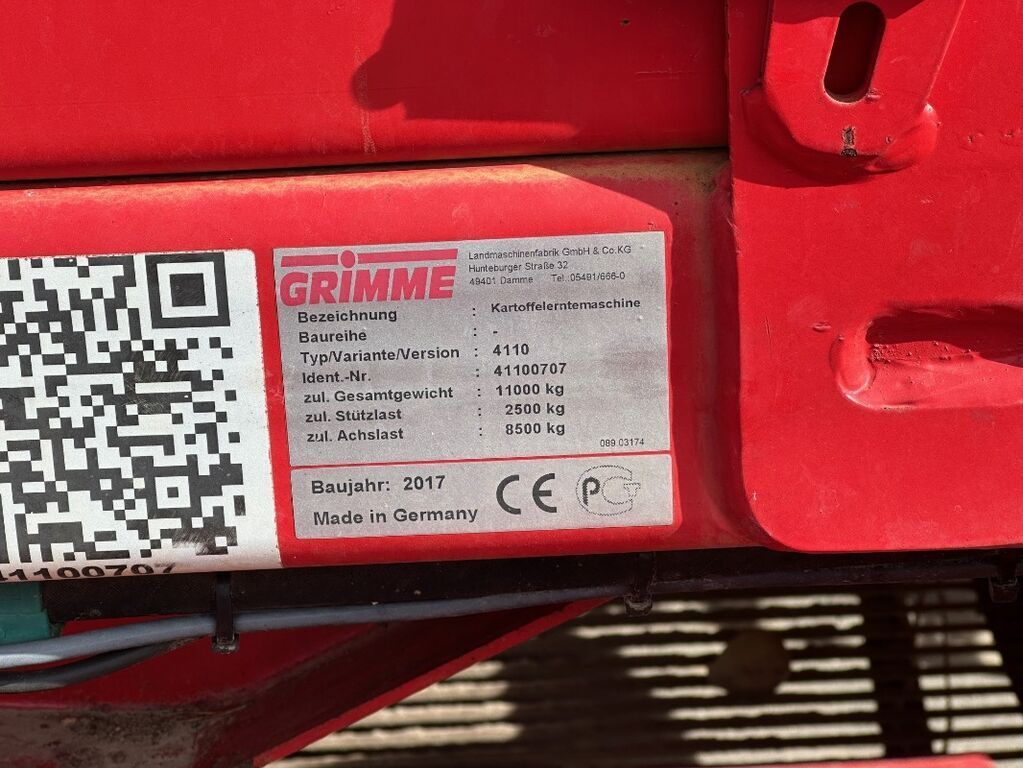 GRIMME
Landmaschinenfabrik GmbH & Co.KG
Hunteburger Straße 32
49401 Damme Tel.:05491/666-0
Bezeichnung : Kartoffelerntemaschine
Baureihe : -
Typ/Variante/Version : 4110
Ident.-Nr. : 41100707
zul. Gesamtgewicht : 11000 kg
zul. Stützlast : 2500 kg
zul. Achslast : 8500 kg
089.03174
Baujahr: 2017 CE PG
Made in Germany
41100707